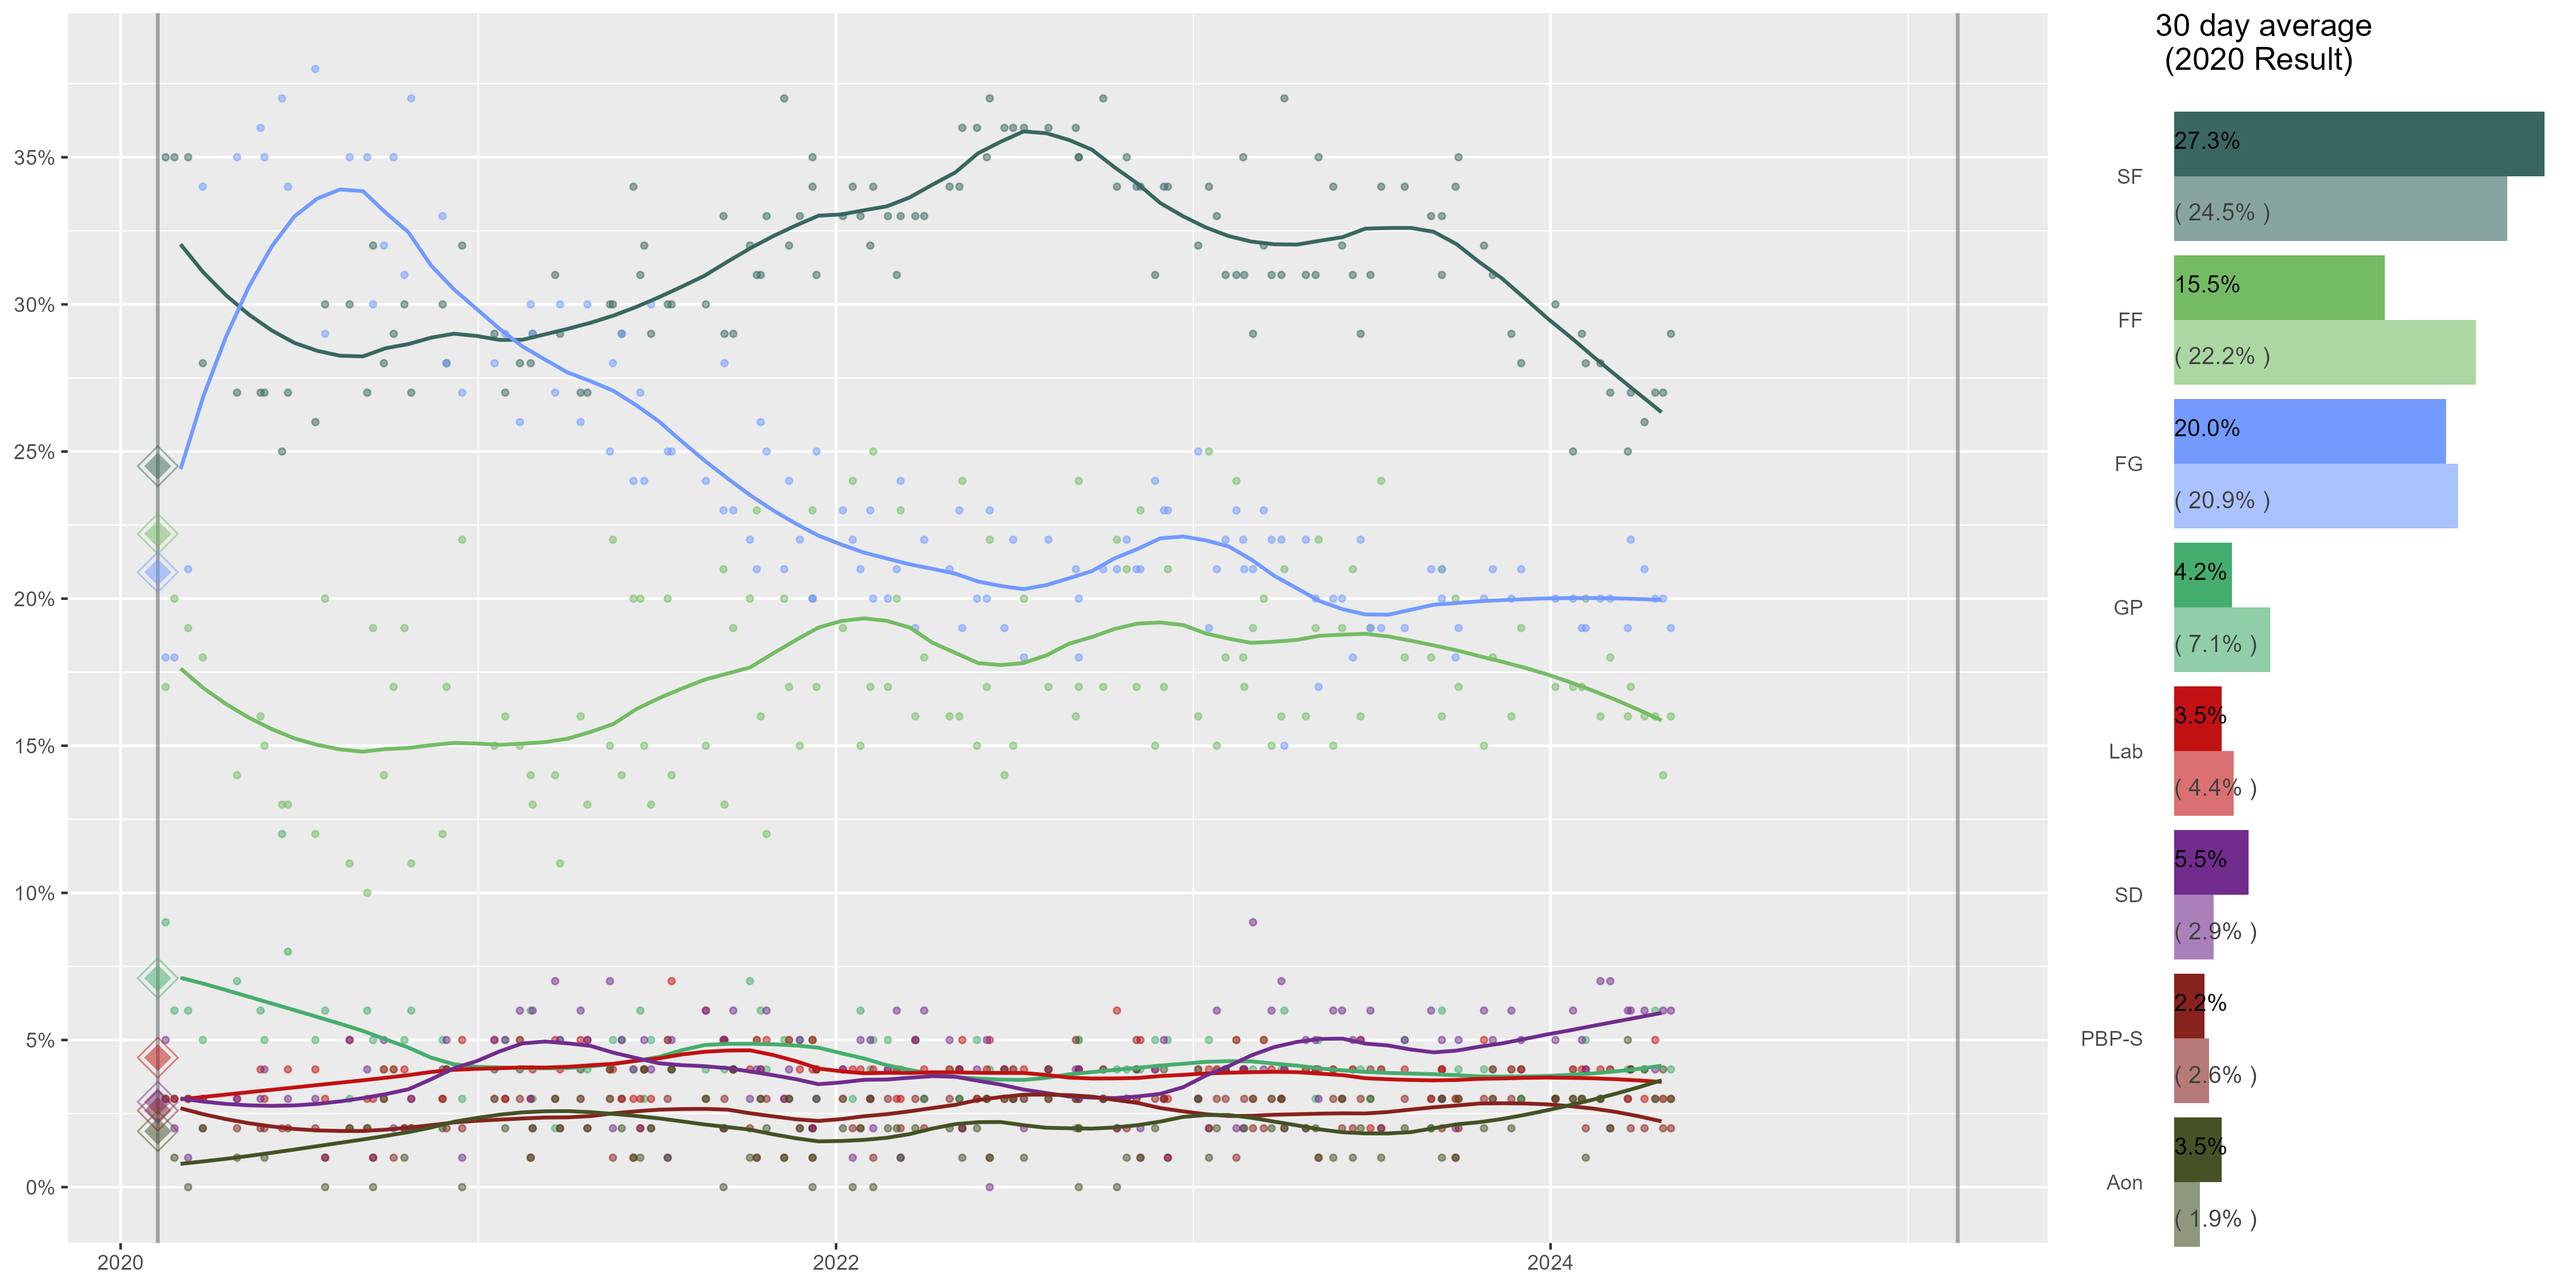 30 day average
(2020 Result)
35%
30%
25%
20%
15%
10%
5%
0%
2020
2022
2024
SF
27.3%
( 24.5% )
FF
15.5%
( 22.2% )
FG
20.0%
( 20.9% )
GP
4.2%
( 7.1% )
Lab
3.5%
( 4.4% )
SD
5.5%
( 2.9% )
PBP-S
2.2%
( 2.6% )
Aon
3.5%
( 1.9% )